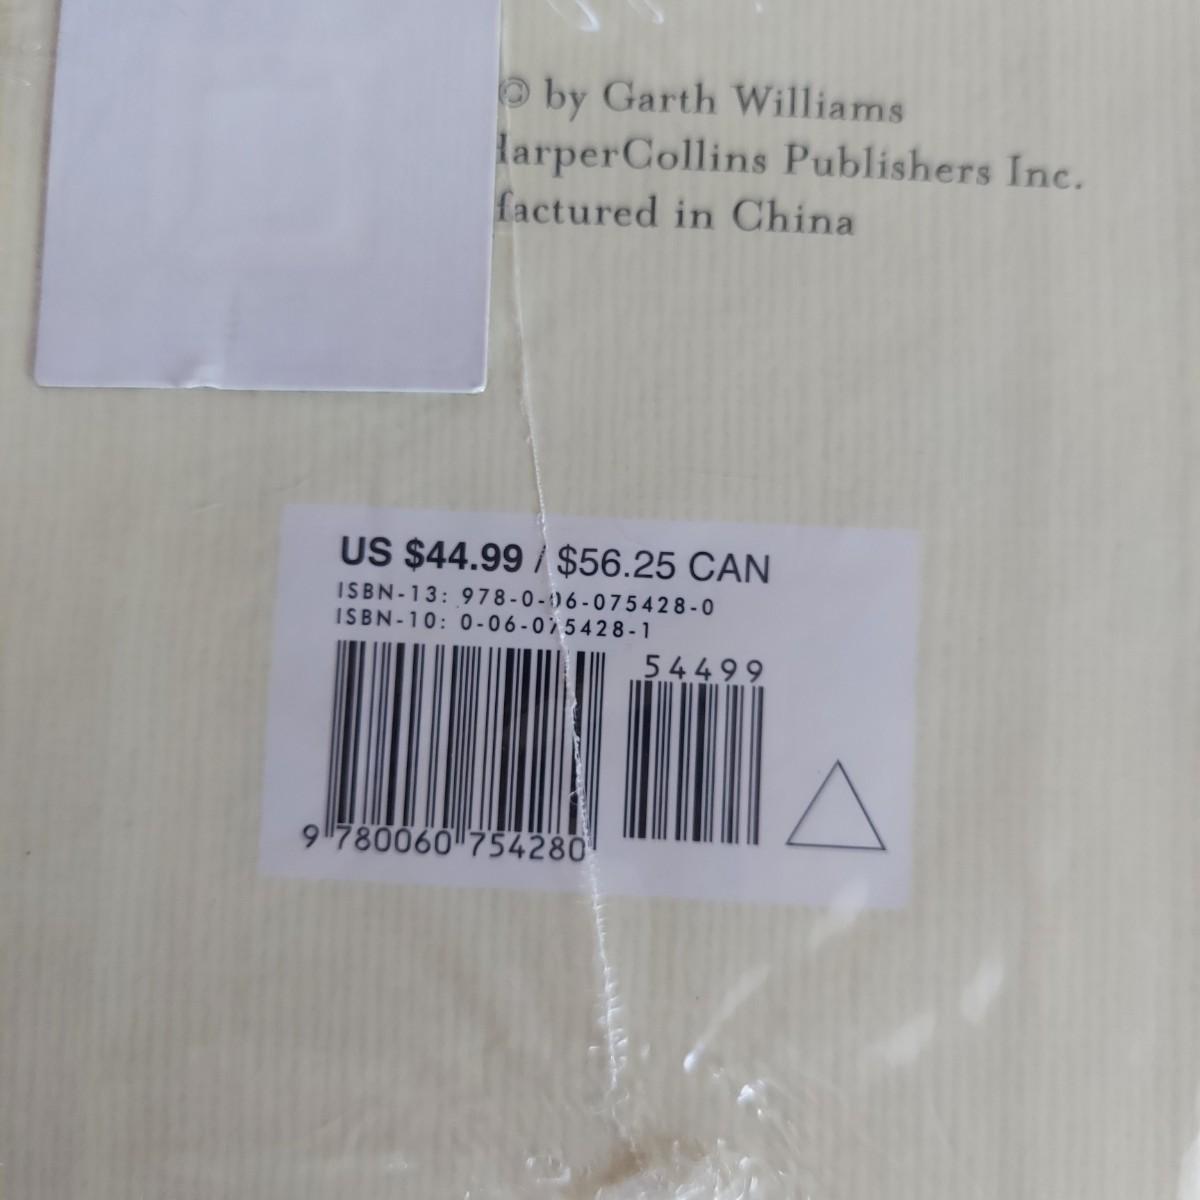 © by Garth Williams
HarperCollins Publishers Inc.
factured in China
US $44.99 / $56.25 CAN
ISBN-13: 978-0-06-075428-0
ISBN-10: 0-06-075428-1
54499
9 780060 754280